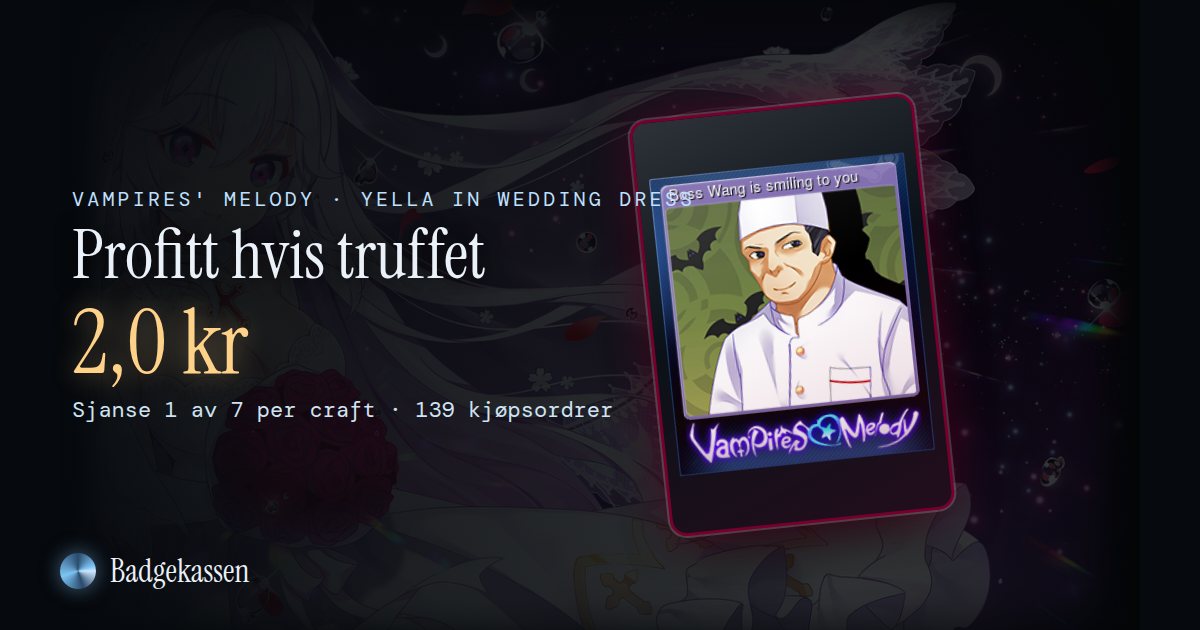 VAMPIRES' MELODY · YELLA IN WEDDING DRESS
Profitt hvis truffet
2,0 kr
Sjanse 1 av 7 per craft · 139 kjøpsordrer
Badgekassen
Boss Wang is smiling to you
Vampires Melody